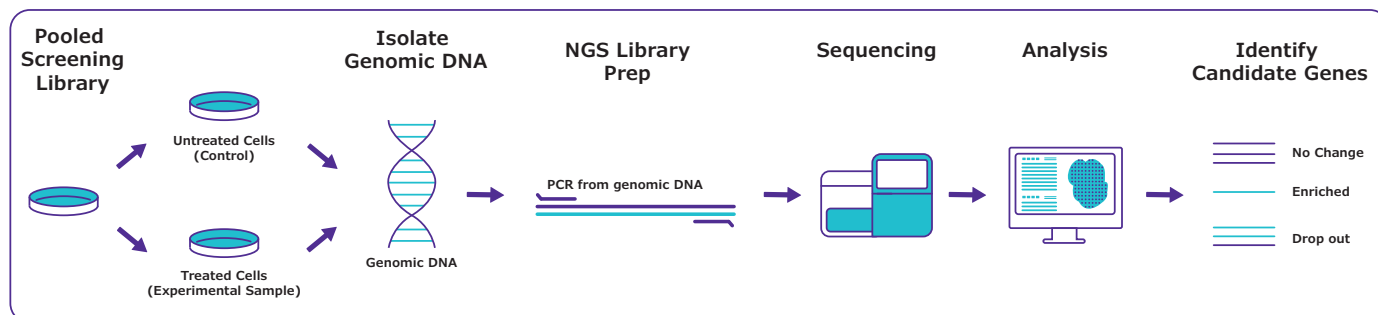 Pooled
Screening
Library
Untreated Cells
(Control)
Treated Cells
(Experimental Sample)
Isolate
Genomic DNA
Genomic DNA
NGS Library
Prep
PCR from genomic DNA
Sequencing
Analysis
Identify
Candidate Genes
No Change
Enriched
Drop out